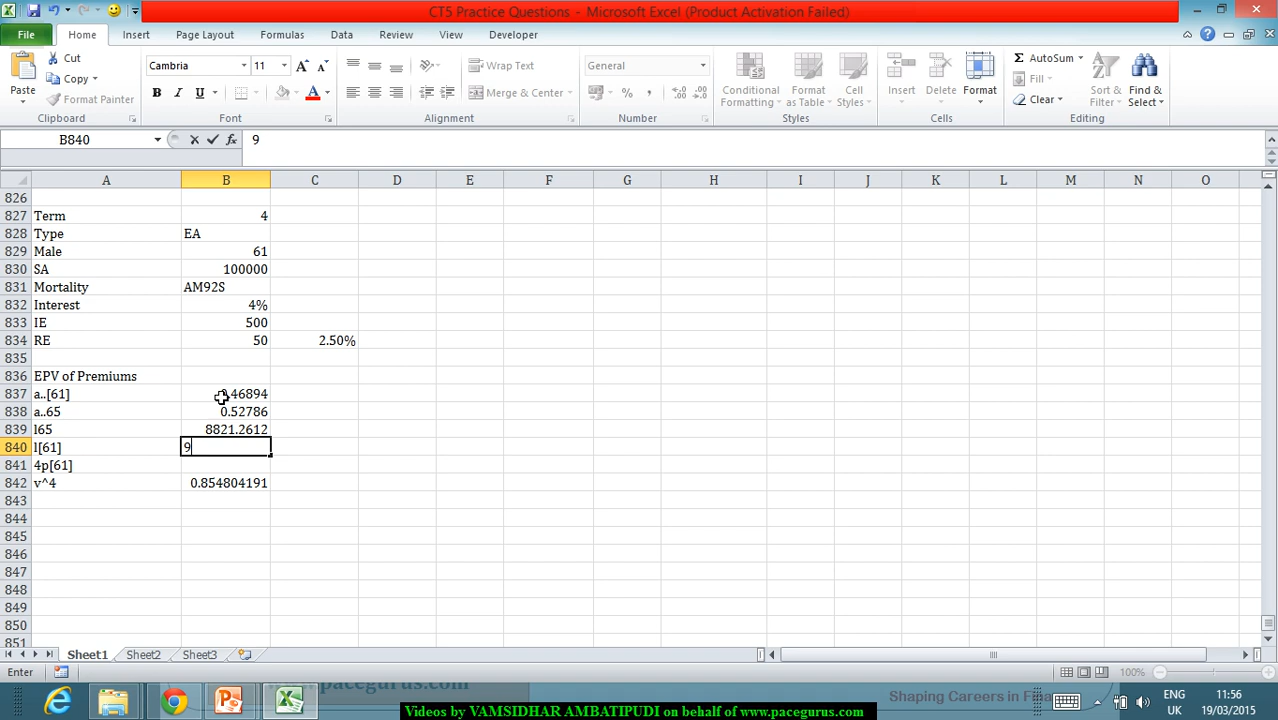 CT5 Practice Questions - Microsoft Excel (Product Activation Failed)
File Home Insert Page Layout Formulas Data Review View Developer
Cut
Copy
Format Painter
Paste
Clipboard
Cambria 11
B I U
Font
Wrap Text
Merge & Center
Alignment
General
Number
Conditional Formatting
Format as Table
Cell Styles
Styles
Insert
Delete
Format
Cells
AutoSum
Fill
Clear
Sort & Filter
Find & Select
Editing
B840 fx 9
A B C D E F G H I J K L M N O
826
827 Term 4
828 Type EA
829 Male 61
830 SA 100000
831 Mortality AM92S
832 Interest 4%
833 IE 500
834 RE 50 2.50%
835
836 EPV of Premiums
837 a..[61] .46894
838 a..65 0.52786
839 l65 8821.2612
840 l[61] 9
841 4p[61]
842 v^4 0.854804191
843
844
845
846
847
848
849
850
851
Sheet1 Sheet2 Sheet3
Enter 100%
www.pacegurus.com
Shaping Careers in Fina
ENG
UK
11:56
19/03/2015
Videos by VAMSIDHAR AMBATIPUDI on behalf of www.pacegurus.com